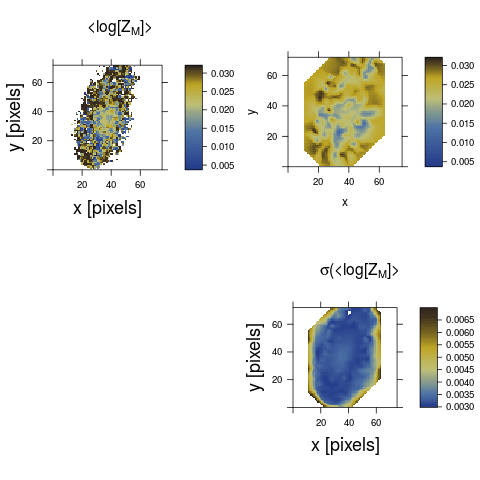 <log[Z_M]>
60
40
20
20 40 60
x [pixels]
y [pixels]
0.030
0.025
0.020
0.015
0.010
0.005
60
40
20
20 40 60
x
y
0.030
0.025
0.020
0.015
0.010
0.005
σ(<log[Z_M]>
60
40
20
20 40 60
x [pixels]
y [pixels]
0.0065
0.0060
0.0055
0.0050
0.0045
0.0040
0.0035
0.0030